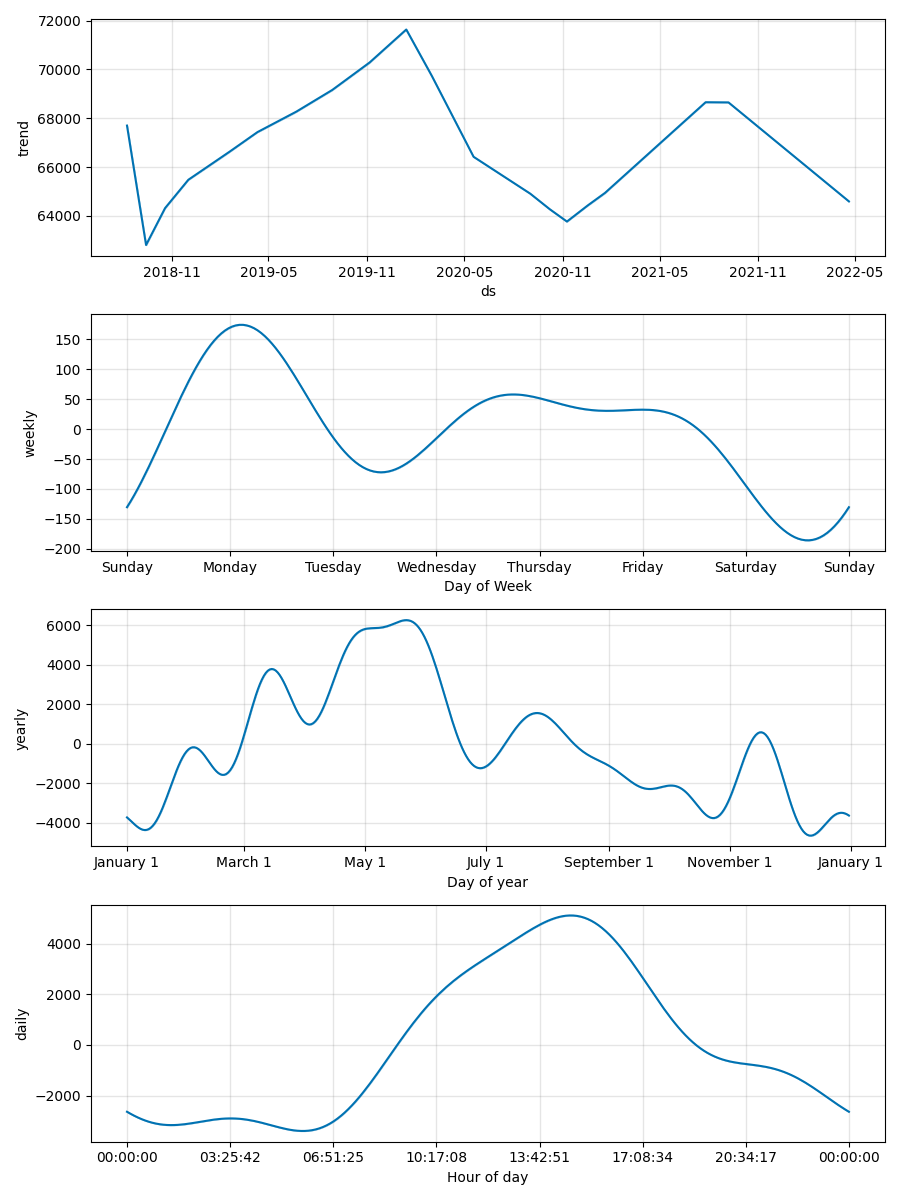 72000
70000
68000
66000
64000
trend
2018-11 2019-05 2019-11 2020-05 2020-11 2021-05 2021-11 2022-05
ds
150
100
50
0
−50
−100
−150
−200
weekly
Sunday Monday Tuesday Wednesday Thursday Friday Saturday Sunday
Day of Week
6000
4000
2000
0
−2000
−4000
yearly
January 1 March 1 May 1 July 1 September 1 November 1 January 1
Day of year
4000
2000
0
−2000
daily
00:00:00 03:25:42 06:51:25 10:17:08 13:42:51 17:08:34 20:34:17 00:00:00
Hour of day